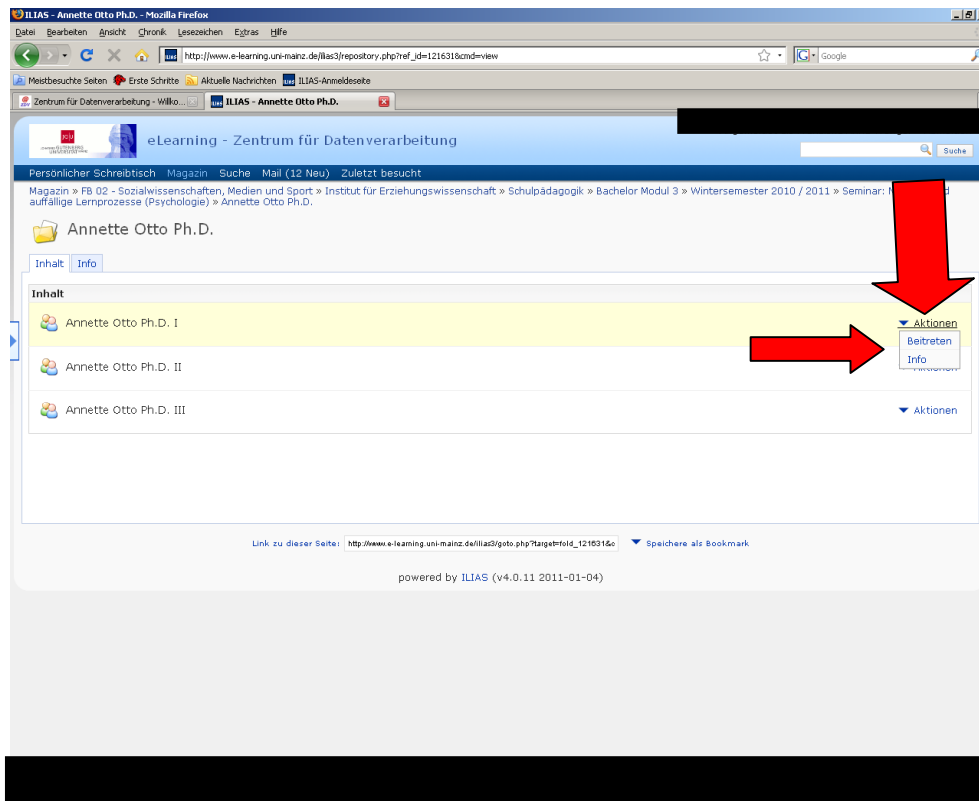 ILIAS - Annette Otto Ph.D. - Mozilla Firefox
Datei Bearbeiten Ansicht Chronik Lesezeichen Extras Hilfe
http://www.e-learning.uni-mainz.de/ilias3/repository.php?ref_id=121631&cmd=view
Google
Meistbesuchte Seiten Erste Schritte Aktuelle Nachrichten ILIAS-Anmeldeseite
Zentrum für Datenverarbeitung - Willko... ILIAS - Annette Otto Ph.D.
eLearning - Zentrum für Datenverarbeitung
Suche
Persönlicher Schreibtisch Magazin Suche Mail (12 Neu) Zuletzt besucht
Magazin » FB 02 - Sozialwissenschaften, Medien und Sport » Institut für Erziehungswissenschaft » Schulpädagogik » Bachelor Modul 3 » Wintersemester 2010 / 2011 » Seminar:
auffällige Lernprozesse (Psychologie) » Annette Otto Ph.D.
Annette Otto Ph.D.
Inhalt Info
Inhalt
Annette Otto Ph.D. I
Aktionen
Beitreten
Info
Annette Otto Ph.D. II
Aktionen
Annette Otto Ph.D. III
Aktionen
Link zu dieser Seite: http://www.e-learning.uni-mainz.de/ilias3/goto.php?target=fold_121631&c Speichere als Bookmark
powered by ILIAS (v4.0.11 2011-01-04)